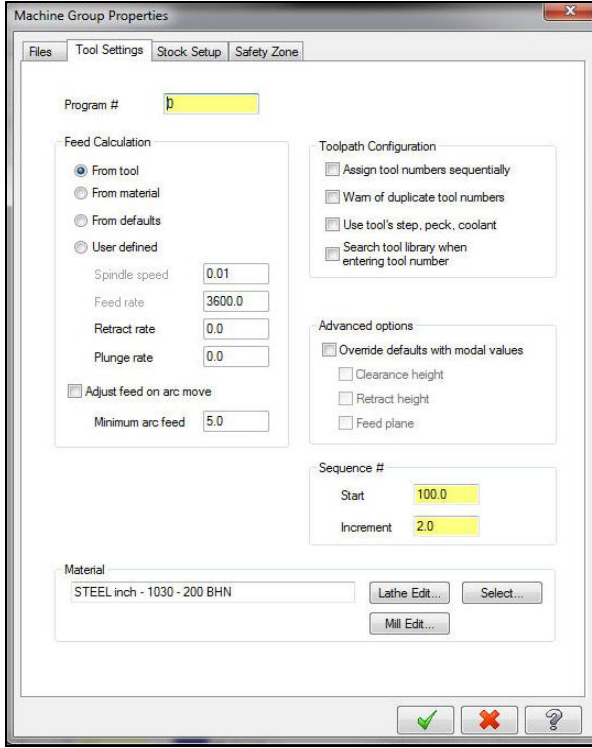 Machine Group Properties
Files
Tool Settings
Stock Setup
Safety Zone
Program #
0
Feed Calculation
From tool
From material
From defaults
User defined
Spindle speed
0.01
Feed rate
3600.0
Retract rate
0.0
Plunge rate
0.0
Adjust feed on arc move
Minimum arc feed
5.0
Toolpath Configuration
Assign tool numbers sequentially
Warn of duplicate tool numbers
Use tool's step, peck, coolant
Search tool library when
entering tool number
Advanced options
Override defaults with modal values
Clearance height
Retract height
Feed plane
Sequence #
Start
100.0
Increment
2.0
Material
STEEL inch - 1030 - 200 BHN
Lathe Edit...
Select...
Mill Edit...